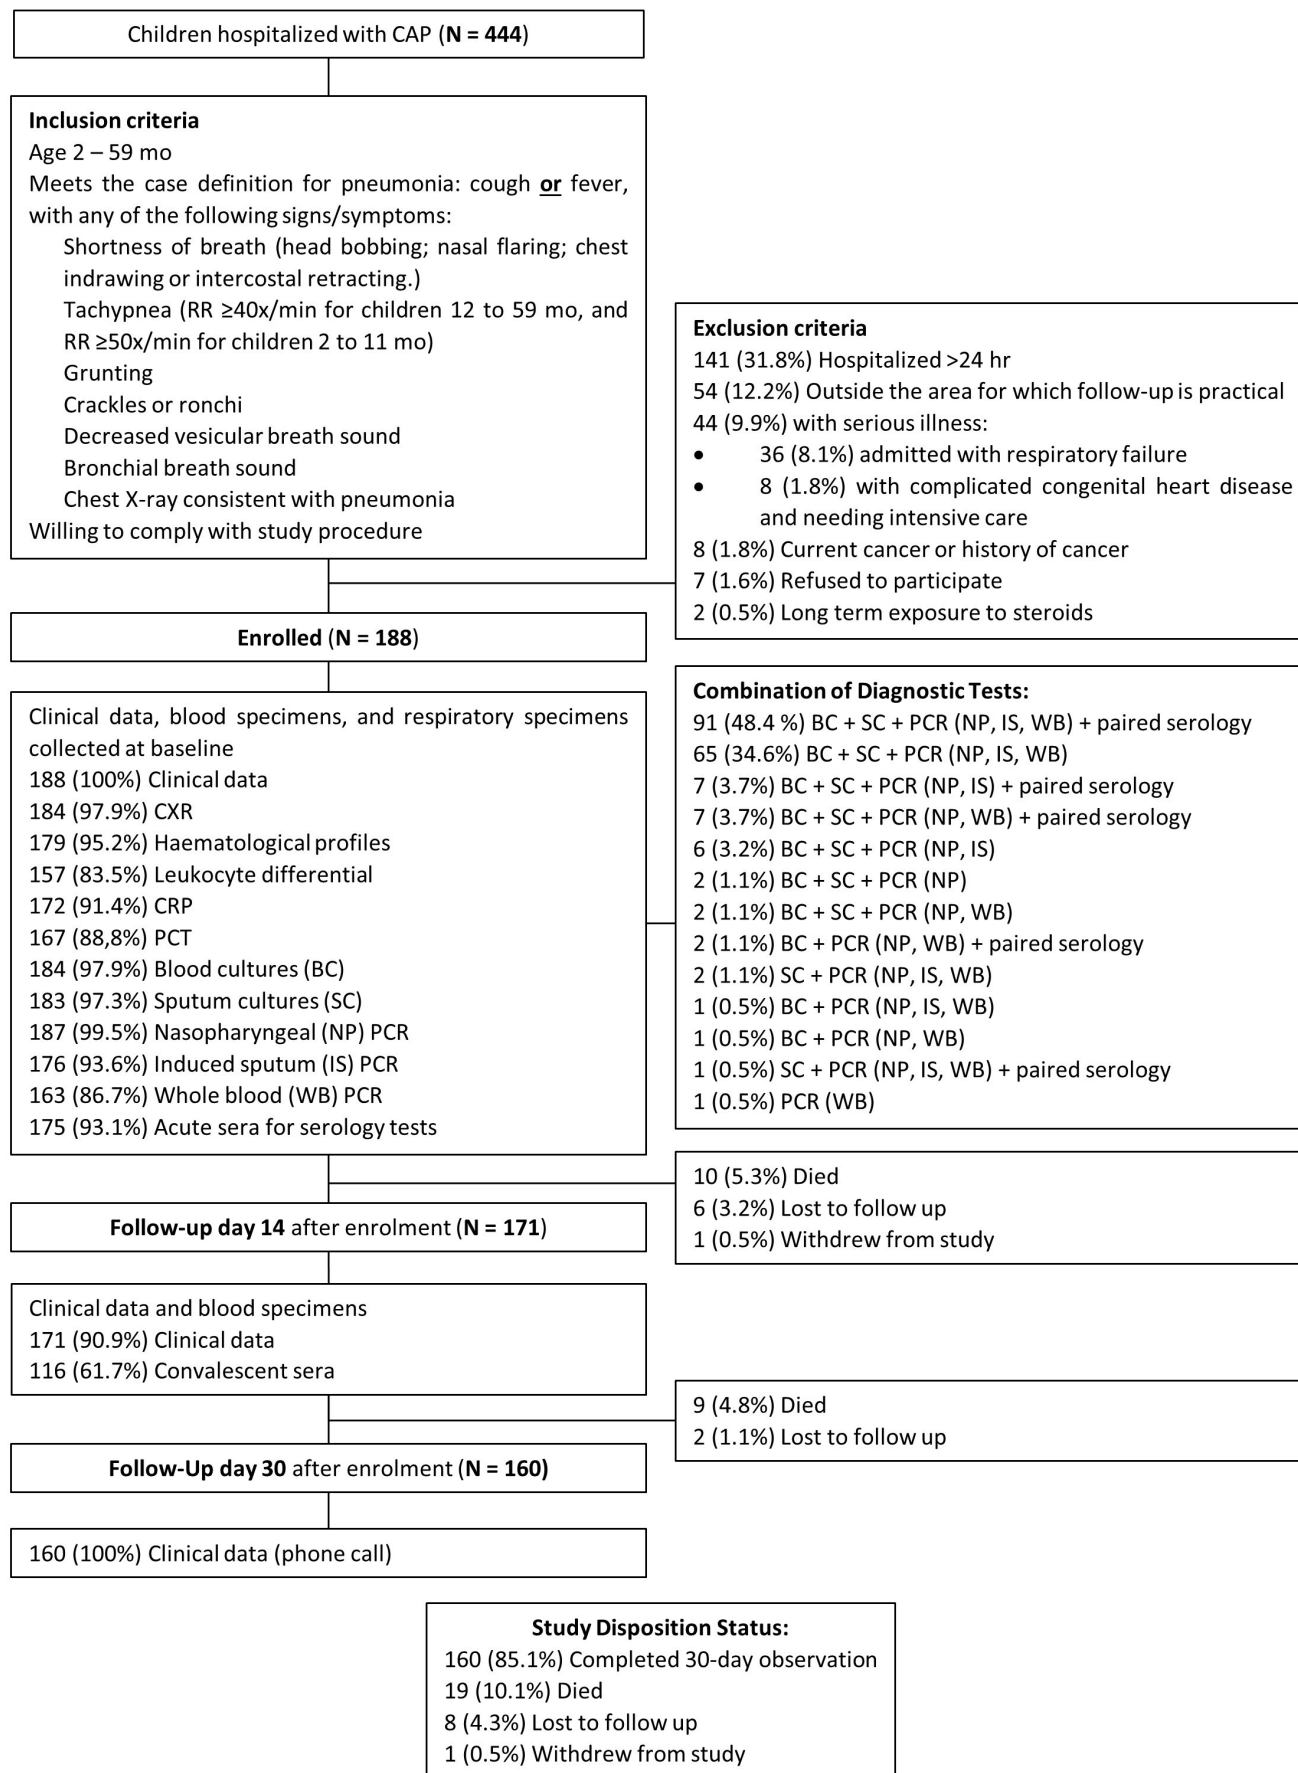 Children hospitalized with CAP (N = 444)
Inclusion criteria
Age 2 – 59 mo
Meets the case definition for pneumonia: cough or fever,
with any of the following signs/symptoms:
Shortness of breath (head bobbing; nasal flaring; chest
indrawing or intercostal retracting.)
Tachypnea (RR ≥40x/min for children 12 to 59 mo, and
RR ≥50x/min for children 2 to 11 mo)
Grunting
Crackles or ronchi
Decreased vesicular breath sound
Bronchial breath sound
Chest X-ray consistent with pneumonia
Willing to comply with study procedure
Exclusion criteria
141 (31.8%) Hospitalized >24 hr
54 (12.2%) Outside the area for which follow-up is practical
44 (9.9%) with serious illness:
• 36 (8.1%) admitted with respiratory failure
• 8 (1.8%) with complicated congenital heart disease
and needing intensive care
8 (1.8%) Current cancer or history of cancer
7 (1.6%) Refused to participate
2 (0.5%) Long term exposure to steroids
Enrolled (N = 188)
Clinical data, blood specimens, and respiratory specimens
collected at baseline
188 (100%) Clinical data
184 (97.9%) CXR
179 (95.2%) Haematological profiles
157 (83.5%) Leukocyte differential
172 (91.4%) CRP
167 (88,8%) PCT
184 (97.9%) Blood cultures (BC)
183 (97.3%) Sputum cultures (SC)
187 (99.5%) Nasopharyngeal (NP) PCR
176 (93.6%) Induced sputum (IS) PCR
163 (86.7%) Whole blood (WB) PCR
175 (93.1%) Acute sera for serology tests
Combination of Diagnostic Tests:
91 (48.4 %) BC + SC + PCR (NP, IS, WB) + paired serology
65 (34.6%) BC + SC + PCR (NP, IS, WB)
7 (3.7%) BC + SC + PCR (NP, IS) + paired serology
7 (3.7%) BC + SC + PCR (NP, WB) + paired serology
6 (3.2%) BC + SC + PCR (NP, IS)
2 (1.1%) BC + SC + PCR (NP)
2 (1.1%) BC + SC + PCR (NP, WB)
2 (1.1%) BC + PCR (NP, WB) + paired serology
2 (1.1%) SC + PCR (NP, IS, WB)
1 (0.5%) BC + PCR (NP, IS, WB)
1 (0.5%) BC + PCR (NP, WB)
1 (0.5%) SC + PCR (NP, IS, WB) + paired serology
1 (0.5%) PCR (WB)
10 (5.3%) Died
6 (3.2%) Lost to follow up
1 (0.5%) Withdrew from study
Follow-up day 14 after enrolment (N = 171)
Clinical data and blood specimens
171 (90.9%) Clinical data
116 (61.7%) Convalescent sera
9 (4.8%) Died
2 (1.1%) Lost to follow up
Follow-Up day 30 after enrolment (N = 160)
160 (100%) Clinical data (phone call)
Study Disposition Status:
160 (85.1%) Completed 30-day observation
19 (10.1%) Died
8 (4.3%) Lost to follow up
1 (0.5%) Withdrew from study